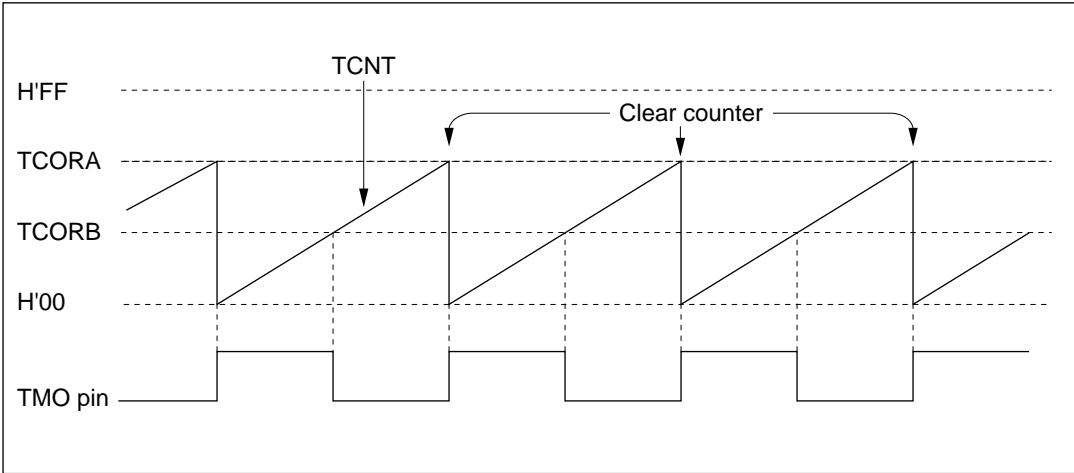 TCNT
H'FF
Clear counter
TCORA
TCORB
H'00
TMO pin